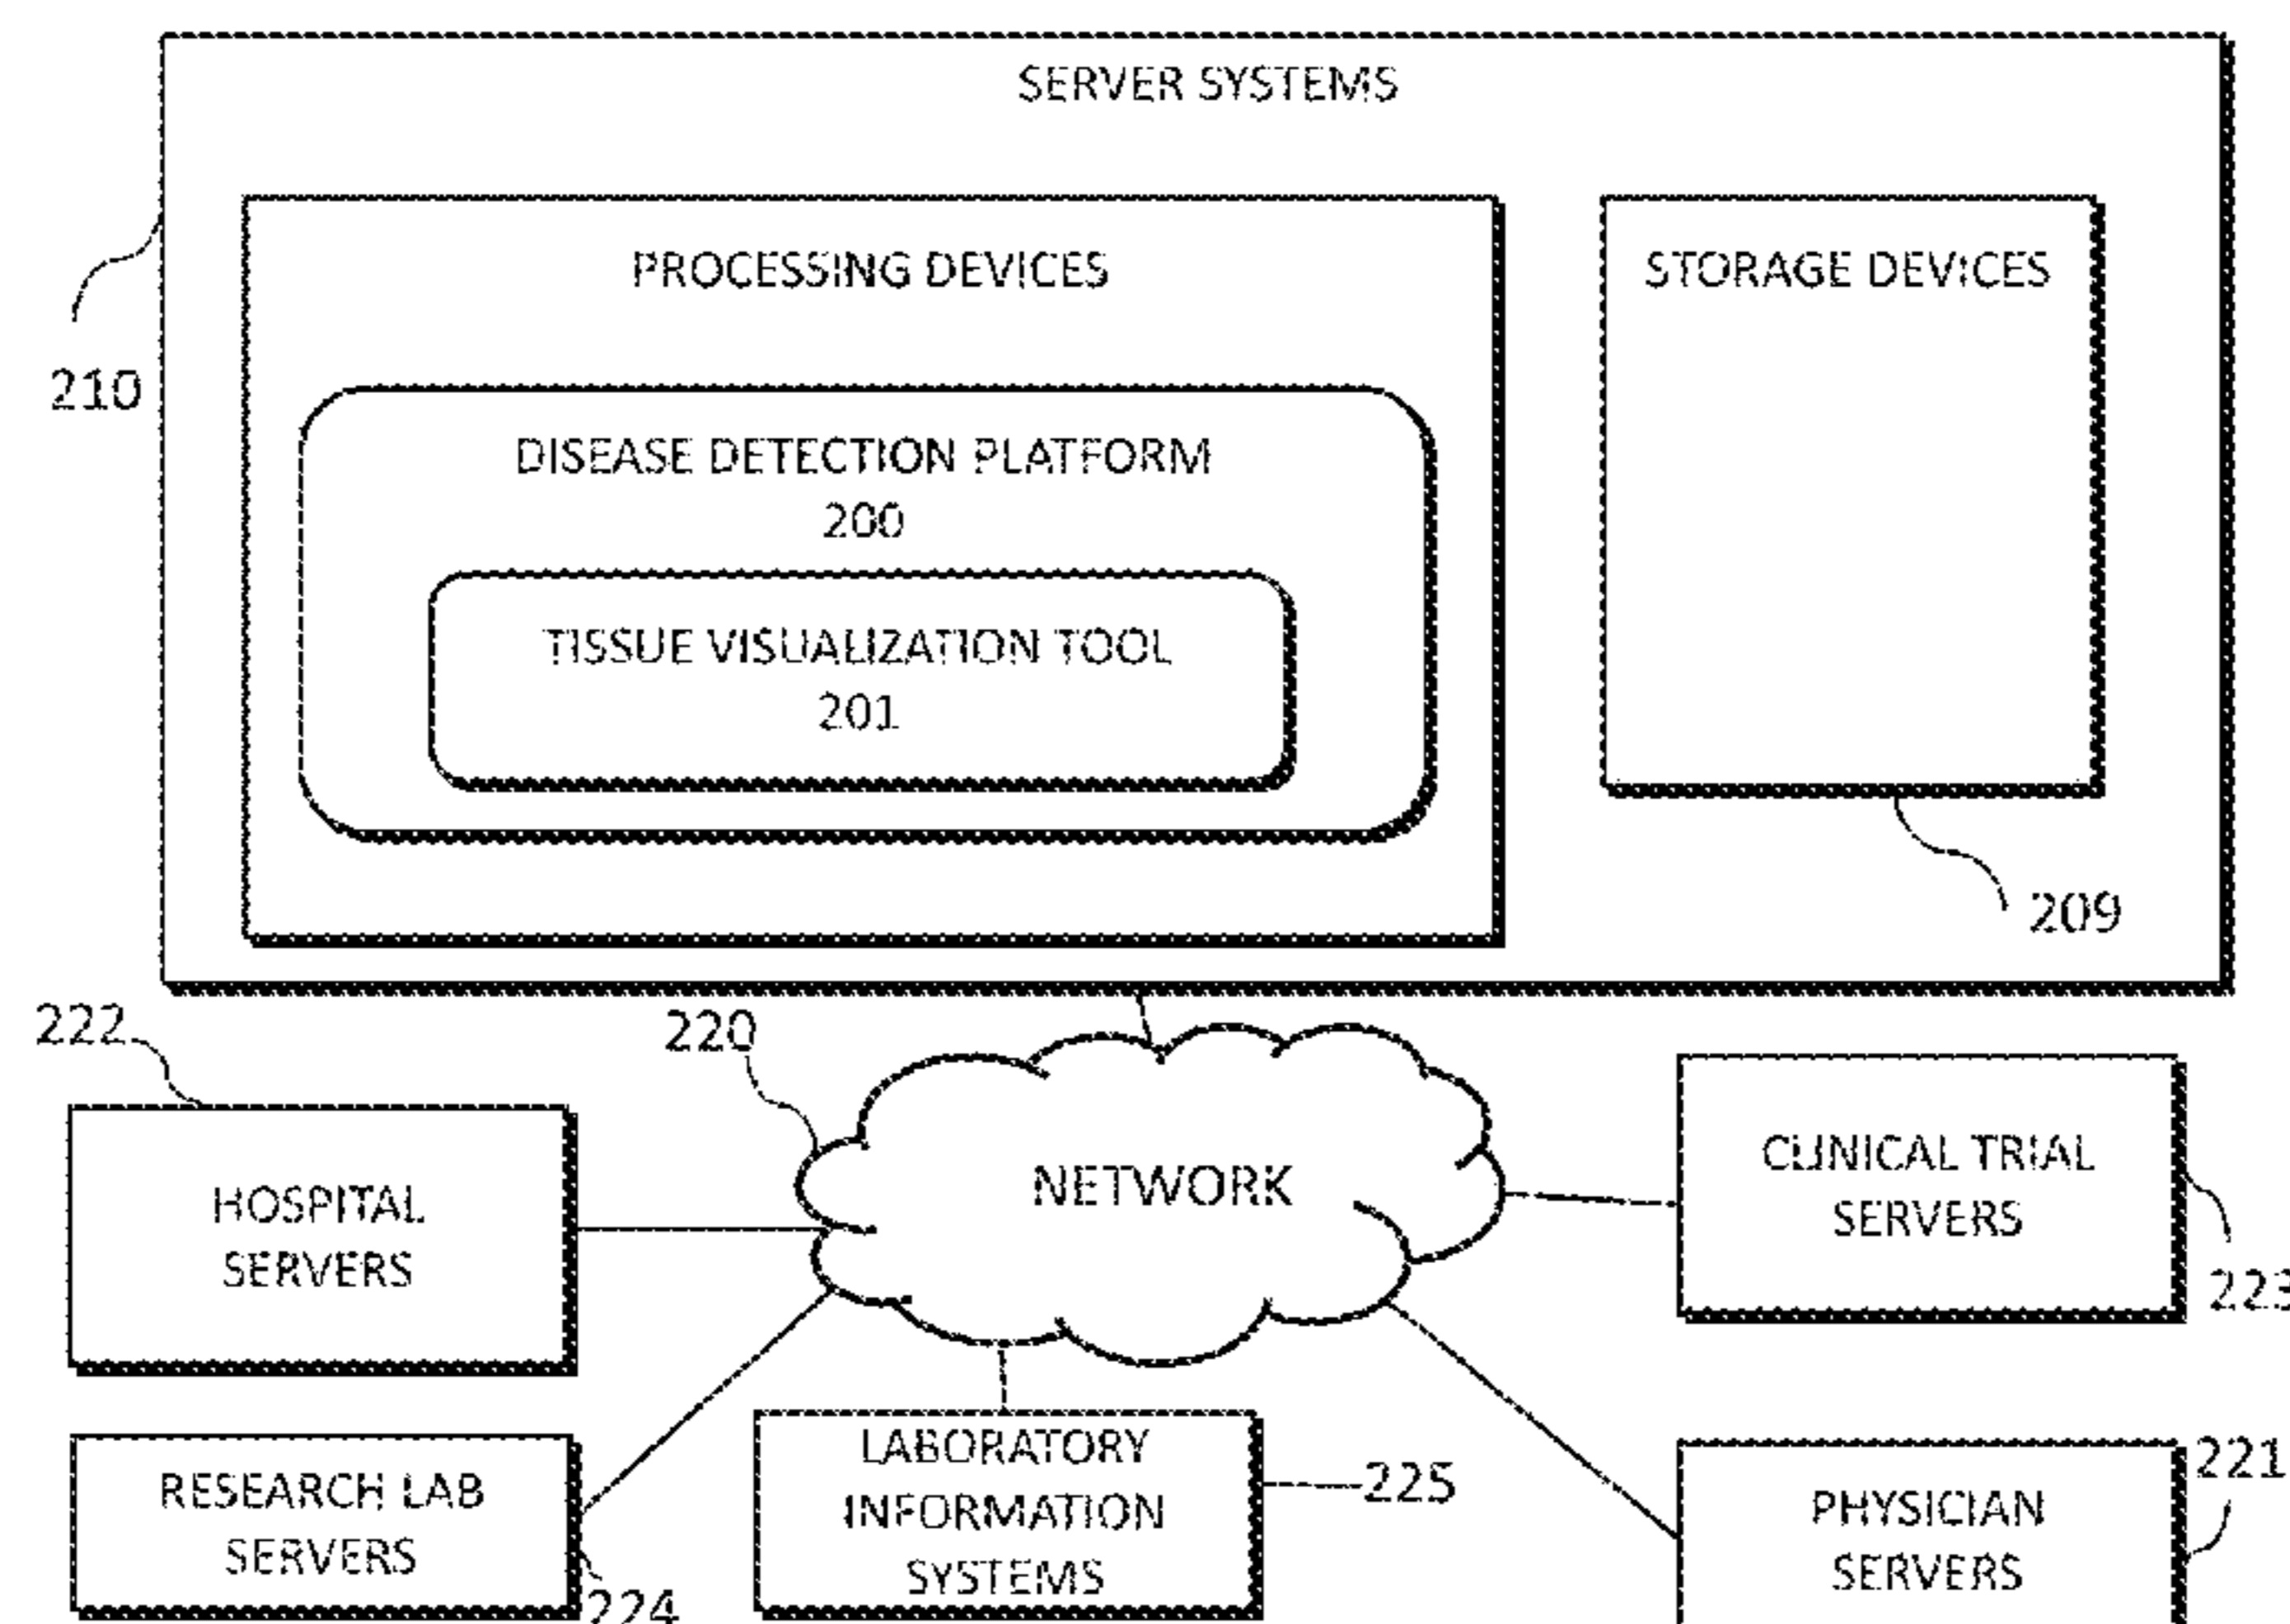 SERVER SYSTEMS
PROCESSING DEVICES
STORAGE DEVICES
210
DISEASE DETECTION PLATFORM
200
TISSUE VISUALIZATION TOOL
201
209
222
220
NETWORK
CLINICAL TRIAL
SERVERS
HOSPITAL
SERVERS
223
LABORATORY
INFORMATION
SYSTEMS
225
221
RESEARCH LAB
SERVERS
PHYSICIAN
SERVERS
224